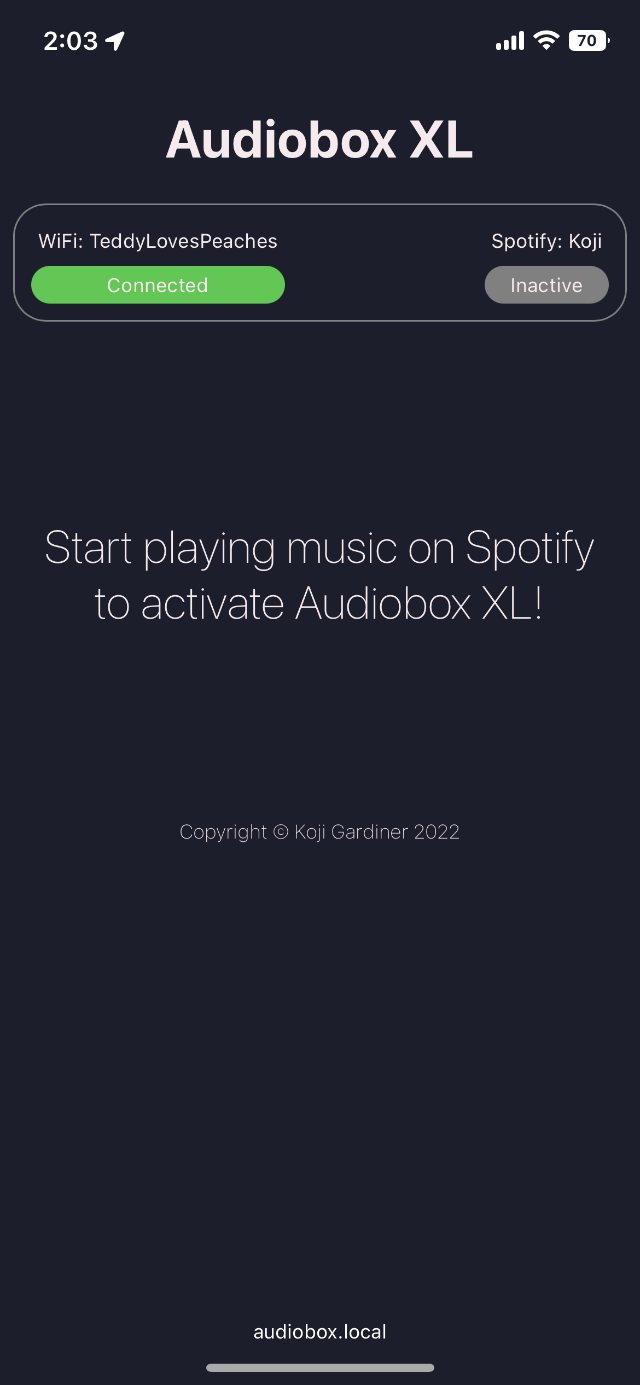 2:03
70
Audiobox XL
WiFi: TeddyLovesPeaches
Spotify: Koji
Connected
Inactive
Start playing music on Spotify
to activate Audiobox XL!
Copyright © Koji Gardiner 2022
audiobox.local